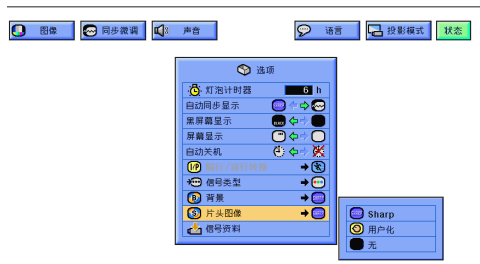 图像 同步微调 声音 语言 投影模式 状态
选项
灯泡计时器 6 h
自动同步显示
黑屏幕显示
BLACK
屏幕显示
自动关机
I/P
信号类型
B 背景
S 片头图像
信号资料
Sharp
用户化
无